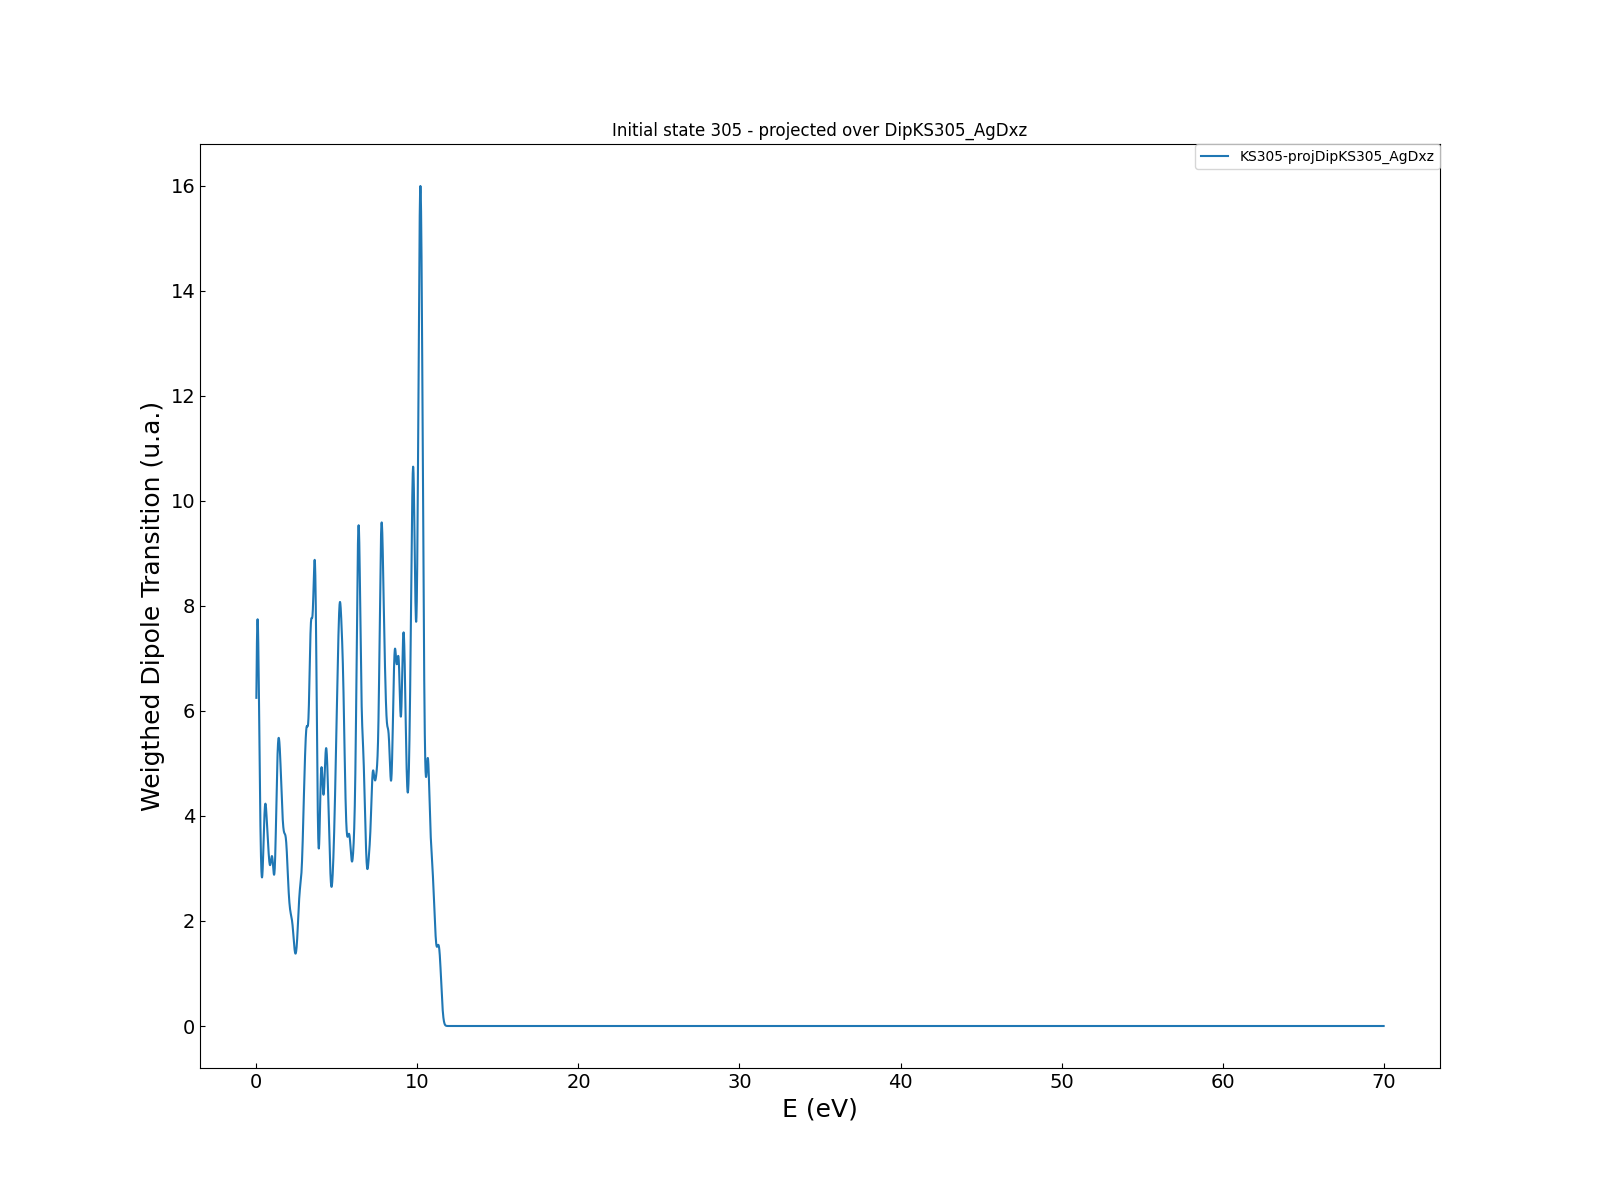 Initial state 305 - projected over DipKS305_AgDxz
KS305-projDipKS305_AgDxz
16
14
12
10
8
6
4
2
0
Weigthed Dipole Transition (u.a.)
0 10 20 30 40 50 60 70
E (eV)